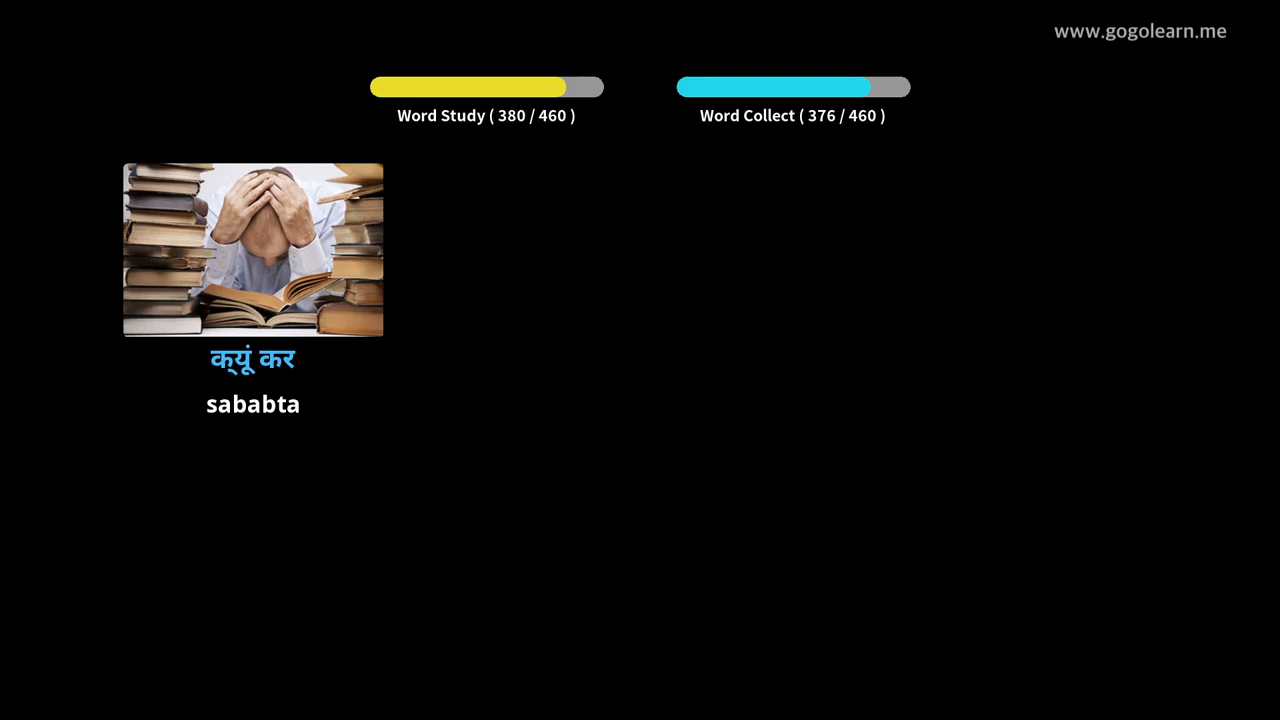 www.gogolearn.me
Word Study ( 380 / 460 )
Word Collect ( 376 / 460 )
क्यूं कर
sababta